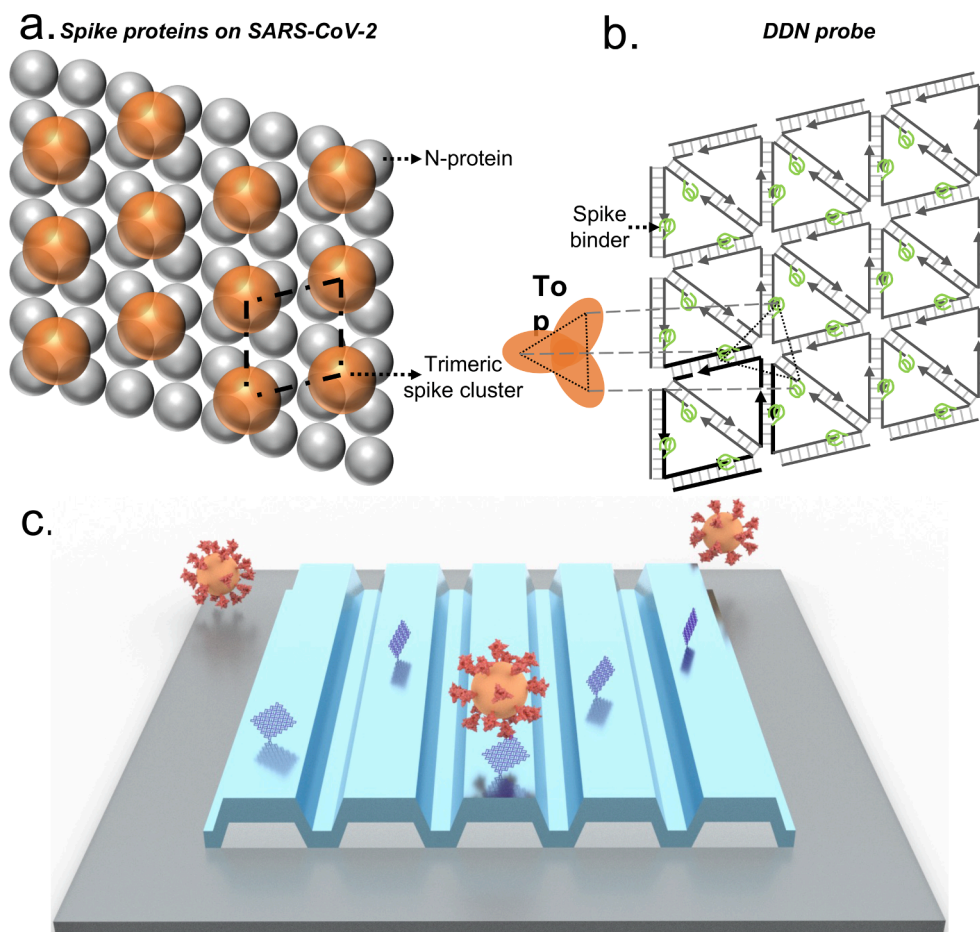 a. Spike proteins on SARS-CoV-2
b. DDN probe
N-protein
Spike
binder
To
p
Trimeric
spike cluster
c.